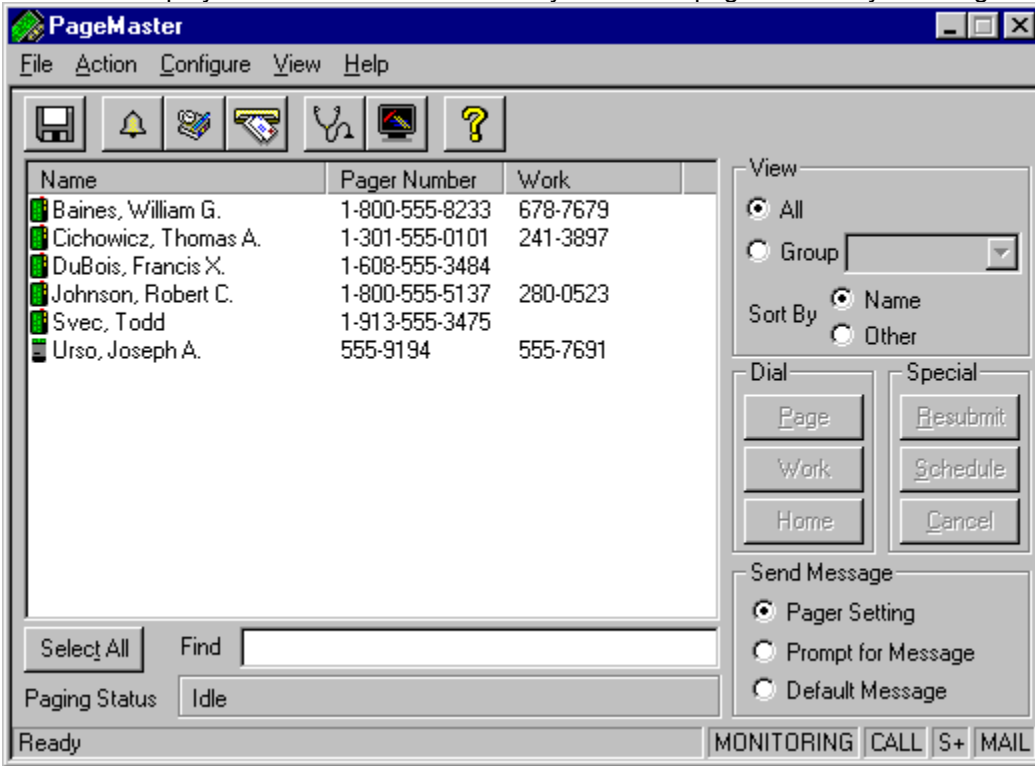 PageMaster
File Action Configure View Help
Name Pager Number Work
Baines, William G. 1-800-555-8233 678-7679
Cichowicz, Thomas A. 1-301-555-0101 241-3897
DuBois, Francis X. 1-608-555-3484
Johnson, Robert C. 1-800-555-5137 280-0523
Svec, Todd 1-913-555-3475
Urso, Joseph A. 555-9194 555-7691
View
All
Group
Sort By
Name
Other
Dial
Page
Work
Home
Special
Resubmit
Schedule
Cancel
Send Message
Pager Setting
Prompt for Message
Default Message
Select All Find
Paging Status Idle
Ready MONITORING CALL S+ MAIL